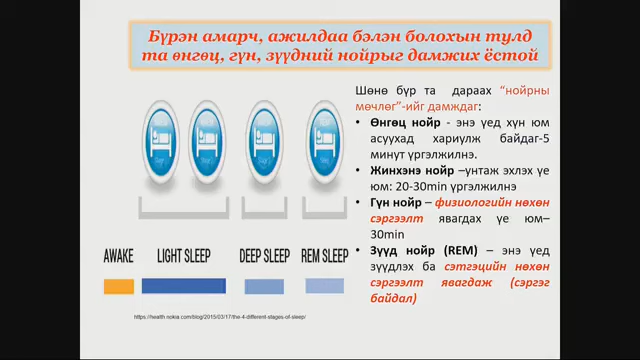 Бүрэн амарч, ажилдаа бэлэн болохын тулд
та өнгөц, гүн, зүүдний нойрыг дамжих ёстой
Шөнө бүр та дараах “нойрны
мөчлөг”-ийг дамждаг:
• Өнгөц нойр - энэ үед хүн юм
асуухад хариулж байдаг-5
минут үргэлжилнэ.
• Жинхэнэ нойр –унтаж эхлэх үе
юм: 20-30min үргэлжилнэ
• Гүн нойр – физиологийн нөхөн
сэргээлт явагдах үе юм–
30min
• Зүүд нойр (REM) – энэ үед
зүүдлэх ба сэтгэцийн нөхөн
сэргээлт явагдаж (сэргэг
байдал)
AWAKE LIGHT SLEEP DEEP SLEEP REM SLEEP
https://health.nokia.com/blog/2015/03/17/the-4-different-stages-of-sleep/